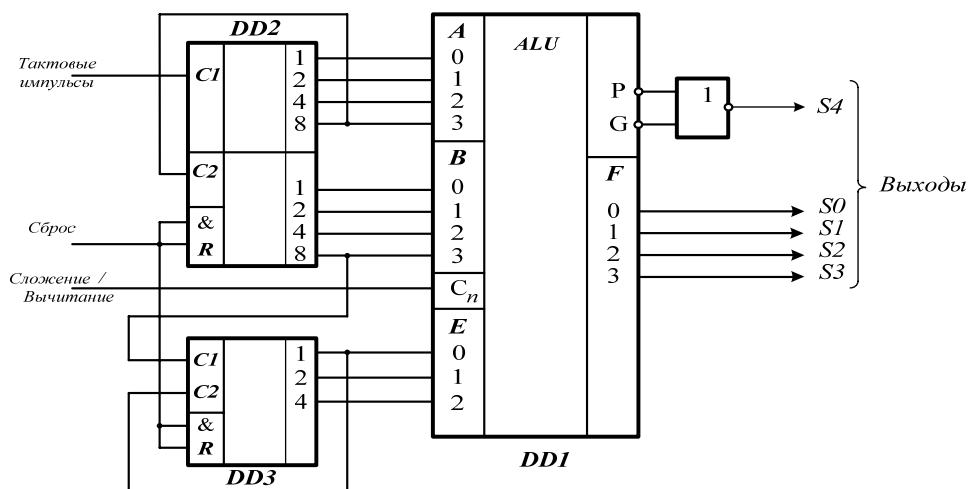 DD2
Тактовые
импульсы
C1
1
2
4
8
C2
1
2
4
8
Сброс
&
R
Сложение /
Вычитание
C1
C2
1
2
4
&
R
DD3
A
0
1
2
3
B
0
1
2
3
Cn
E
0
1
2
ALU
P
G
F
0
1
2
3
DD1
1
S4
S0
S1
S2
S3
Выходы